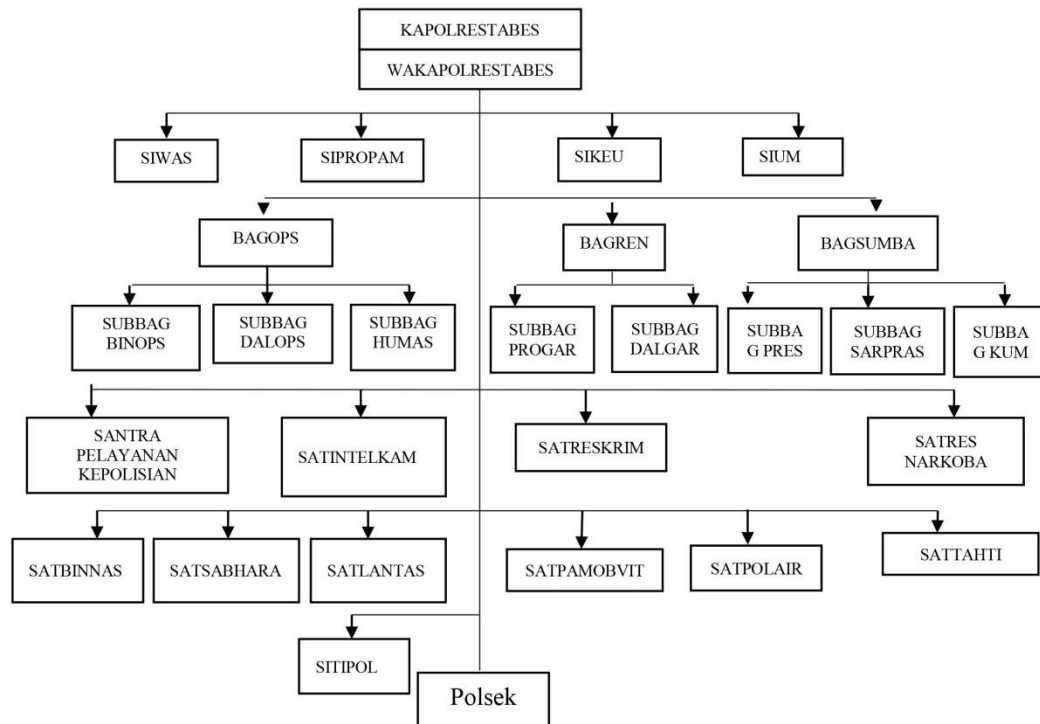 KAPOLRESTABES
WAKAPOLRESTABES
SIWAS
SIPROPAM
SIKEU
SIUM
BAGOPS
BAGREN
BAGSUMBA
SUBBAG
BINOPS
SUBBAG
DALOPS
SUBBAG
HUMAS
SUBBAG
PROGAR
SUBBAG
DALGAR
SUBBA
G PRES
SUBBAG
SARPRAS
SUBBA
G KUM
SANTRA
PELAYANAN
KEPOLISIAN
SATINTELKAM
SATRESKRIM
SATRES
NARKOBA
SATBINNAS
SATSABHARA
SATLANTAS
SATPAMOBVIT
SATPOLAIR
SATTAHTI
SITIPOL
Polsek